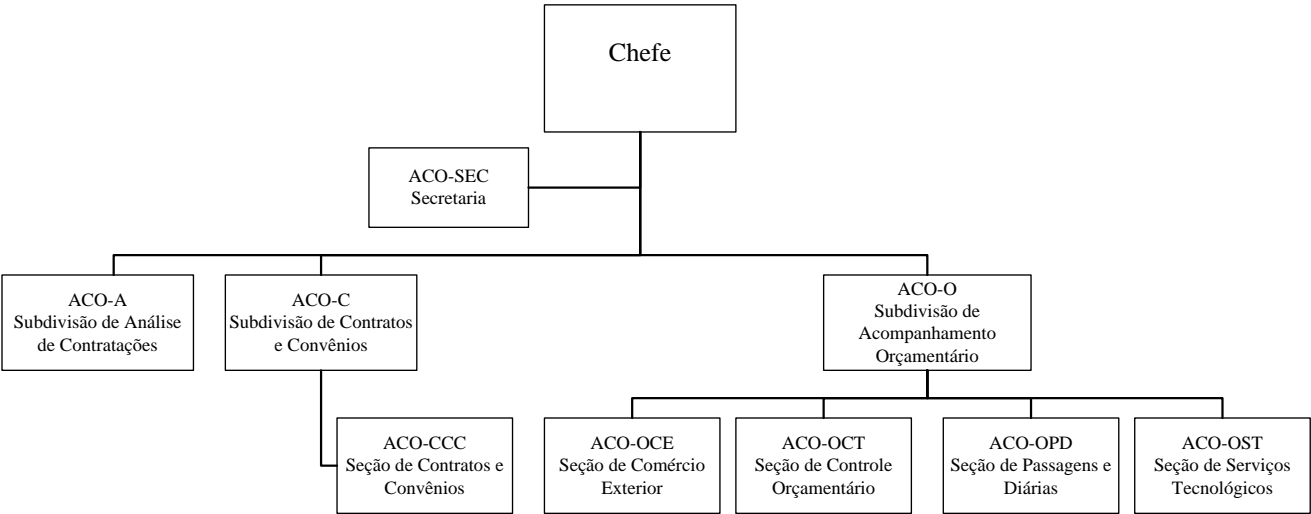 Chefe
ACO-SEC
Secretaria
ACO-A
Subdivisão de Análise
de Contratações
ACO-C
Subdivisão de Contratos
e Convênios
ACO-O
Subdivisão de
Acompanhamento
Orçamentário
ACO-CCC
Seção de Contratos e
Convênios
ACO-OCE
Seção de Comércio
Exterior
ACO-OCT
Seção de Controle
Orçamentário
ACO-OPD
Seção de Passagens e
Diárias
ACO-OST
Seção de Serviços
Tecnológicos